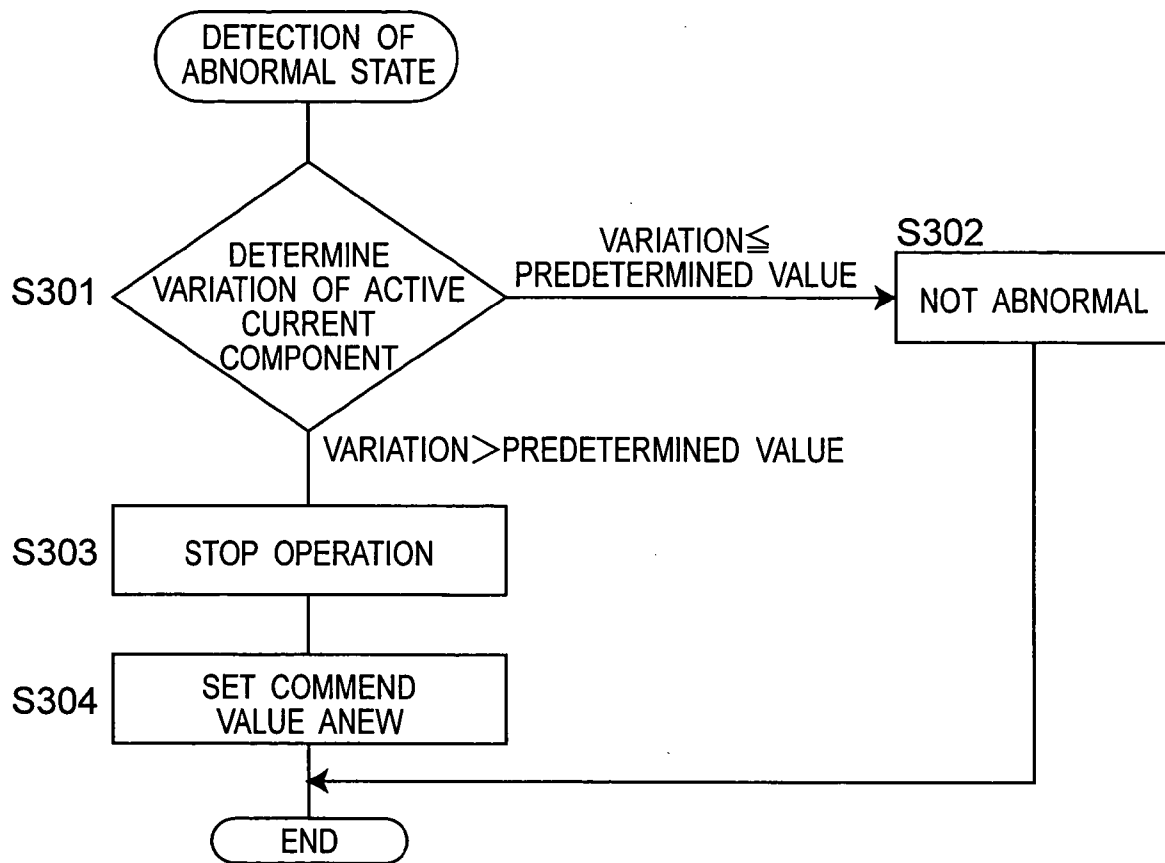 DETECTION OF
ABNORMAL STATE
S301
DETERMINE
VARIATION OF ACTIVE
CURRENT
COMPONENT
VARIATION≦
PREDETERMINED VALUE
S302
NOT ABNORMAL
VARIATION>PREDETERMINED VALUE
S303
STOP OPERATION
S304
SET COMMEND
VALUE ANEW
END